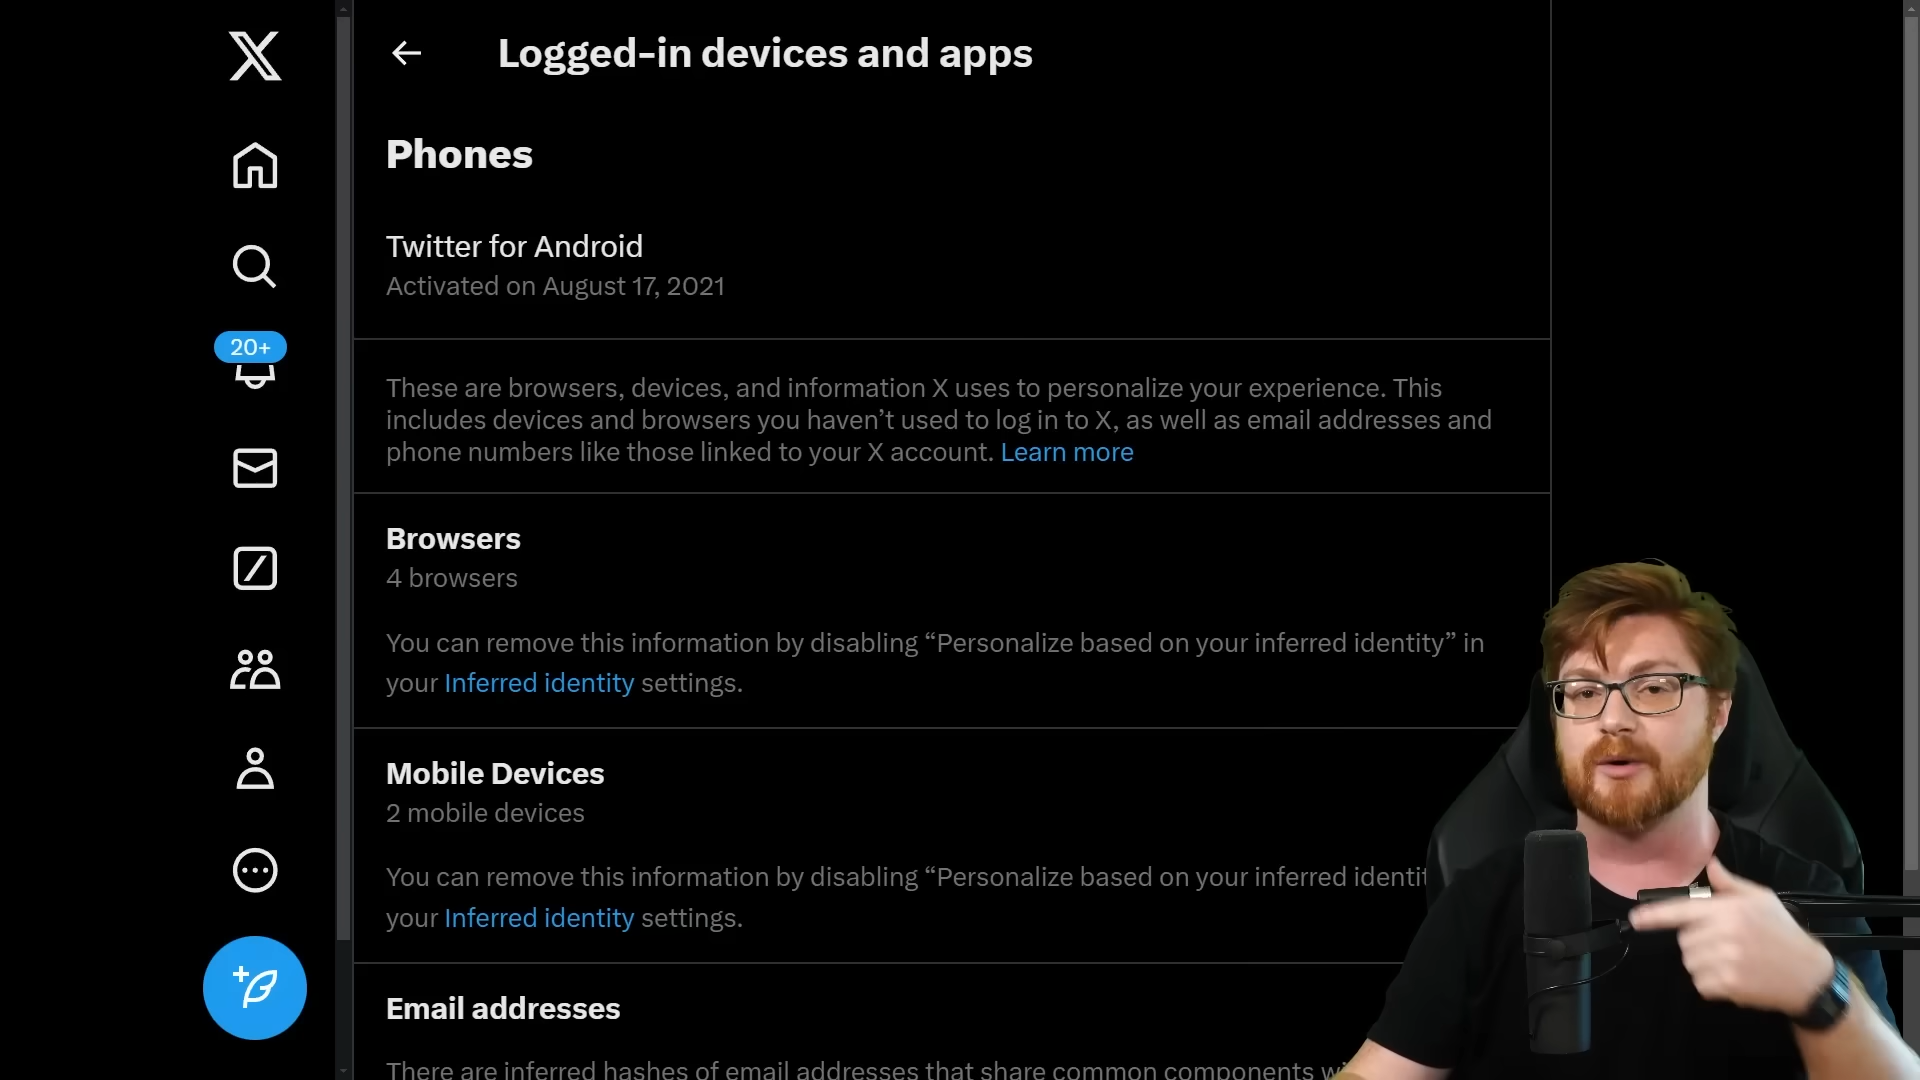 Logged-in devices and apps
Phones
Twitter for Android
Activated on August 17, 2021
20+
These are browsers, devices, and information X uses to personalize your experience. This
includes devices and browsers you haven’t used to log in to X, as well as email addresses and
phone numbers like those linked to your X account. Learn more
Browsers
4 browsers
You can remove this information by disabling “Personalize based on your inferred identity” in
your Inferred identity settings.
Mobile Devices
2 mobile devices
You can remove this information by disabling “Personalize based on your inferred identit
your Inferred identity settings.
Email addresses
There are inferred hashes of email addresses that share common components